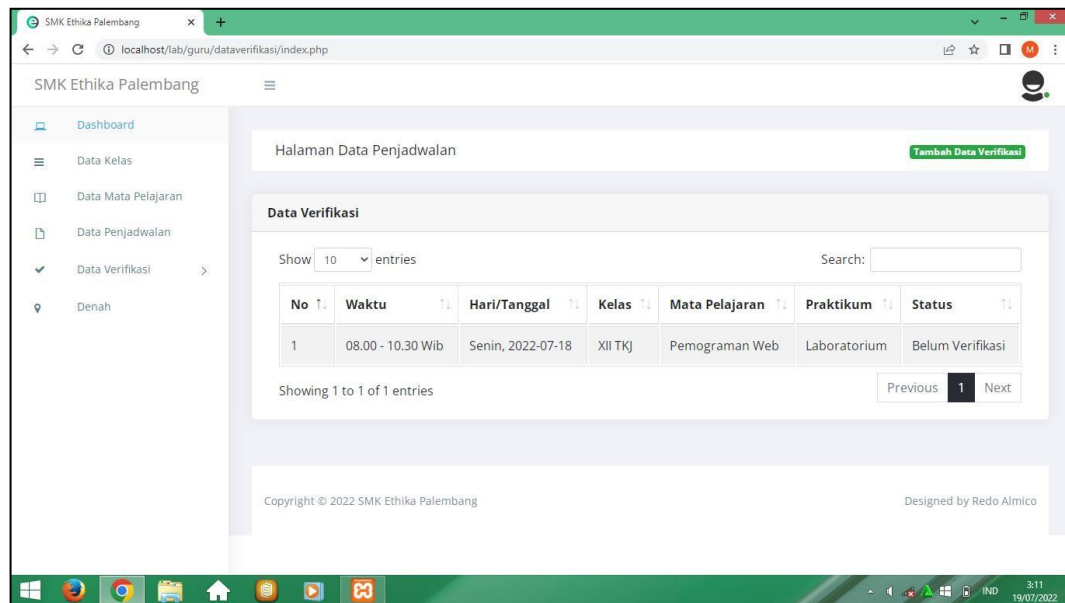 SMK Ethika Palembang
localhost/lab/guru/dataverifikasi/index.php
M
SMK Ethika Palembang
Dashboard
Data Kelas
Data Mata Pelajaran
Data Penjadwalan
Data Verifikasi
Denah
Halaman Data Penjadwalan
Tambah Data Verifikasi
Data Verifikasi
Show 10 entries Search:
No Waktu Hari/Tanggal Kelas Mata Pelajaran Praktikum Status
1 08.00 - 10.30 Wib Senin, 2022-07-18 XII TKJ Pemograman Web Laboratorium Belum Verifikasi
Showing 1 to 1 of 1 entries Previous 1 Next
Copyright © 2022 SMK Ethika Palembang Designed by Redo Almico
IND 3:11
19/07/2022